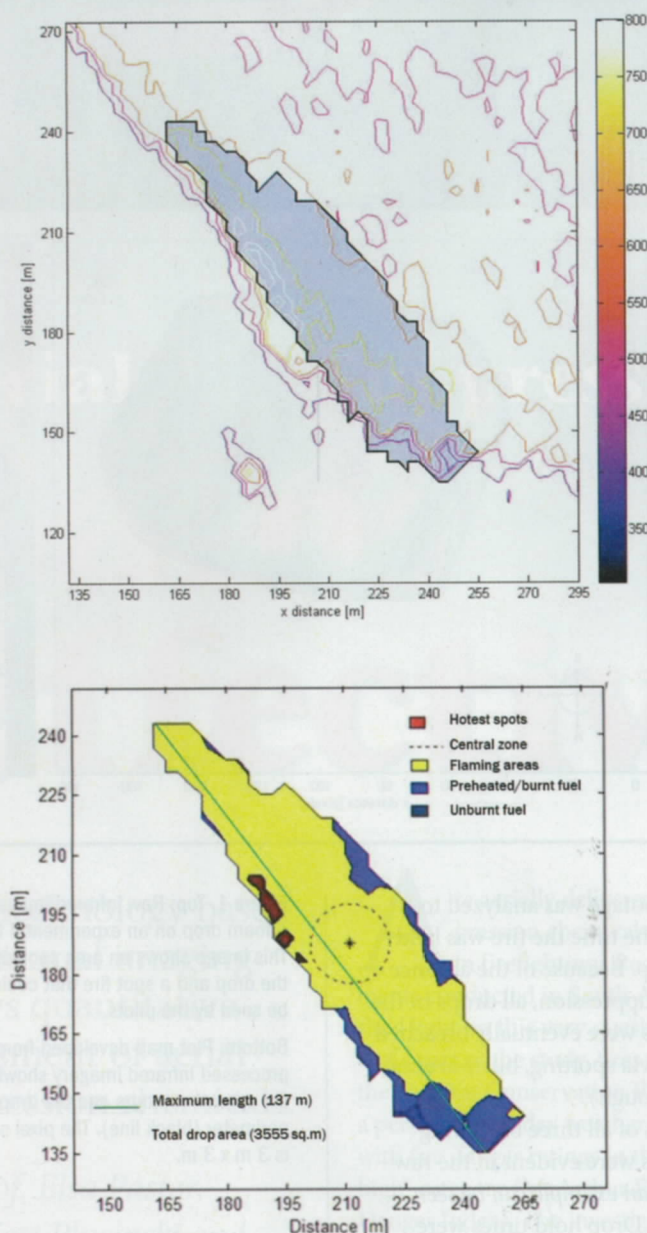 270
240
210
180
150
120
y distance [m]
135 165 180 195 210 225 240 255 270 295
x distance [m]
800
750
700
650
600
550
500
450
400
350
240
225
210
195
180
165
150
135
Distance [m]
Hotest spots
Central zone
Flaming areas
Preheated/burnt fuel
Unburnt fuel
Maximum length (137 m)
Total drop area (3555 sq.m)
150 165 180 195 210 225 240 265 270
Distance [m]